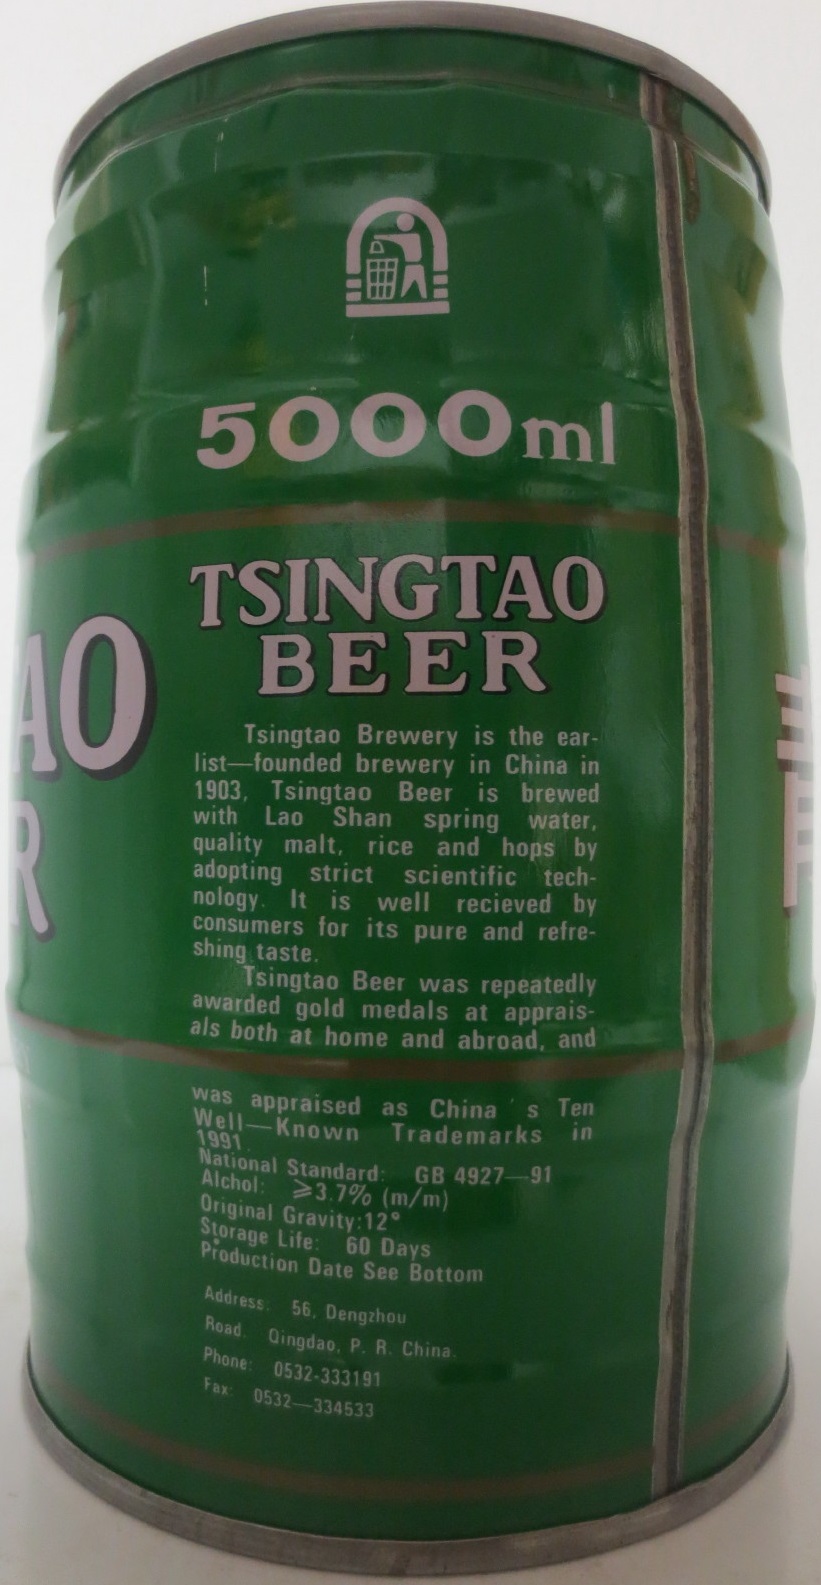 5000ml
TSINGTAO
BEER
AO
R
Tsingtao Brewery is the ear-
list—founded brewery in China in
1903, Tsingtao Beer is brewed
with Lao Shan spring water,
quality malt, rice and hops by
adopting strict scientific tech-
nology. It is well recieved by
consumers for its pure and refre-
shing taste.
Tsingtao Beer was repeatedly
awarded gold medals at apprais-
als both at home and abroad, and
was appraised as China 's Ten
Well—Known Trademarks in
1991.
National Standard: GB 4927—91
Alchol: ⩾3.7% (m/m)
Original Gravity:12°
Storage Life: 60 Days
Production Date See Bottom
Address: 56, Dengzhou
Road. Qingdao, P. R. China.
Phone: 0532-333191
Fax: 0532—334533